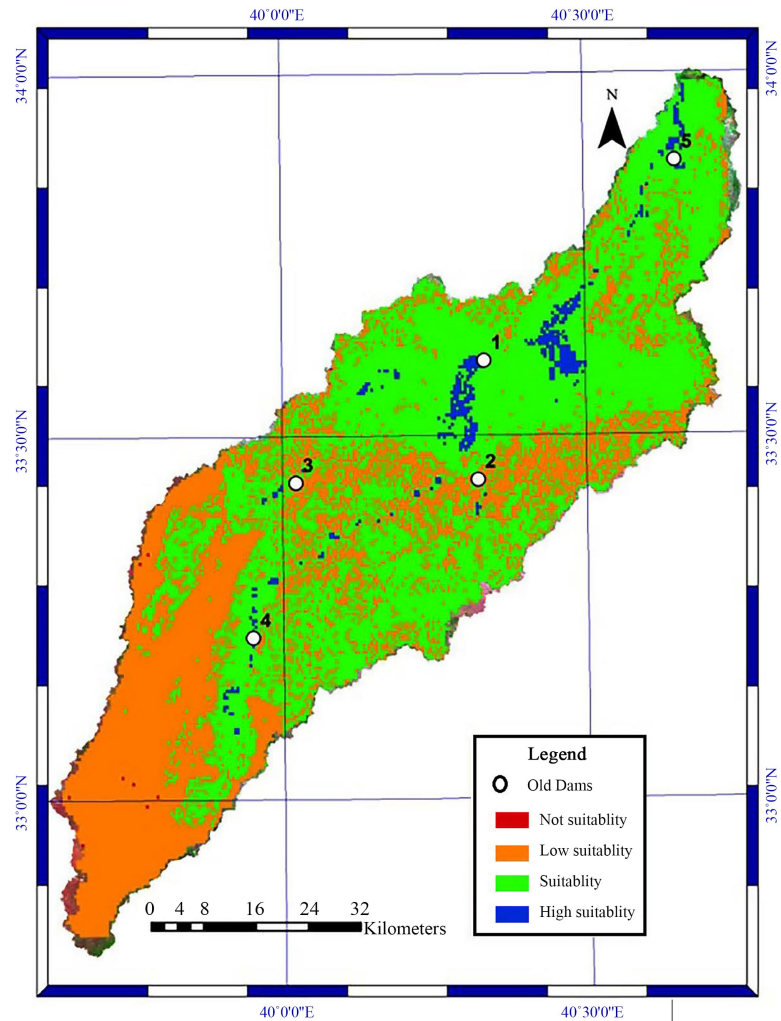 40°0'0"E 40°30'0"E
34°0'0"N 34°0'0"N
N
5
1
33°30'0"N 33°30'0"N
2
3
4
33°0'0"N 33°0'0"N
Legend
Old Dams
Not suitablity
Low suitablity
Suitablity
High suitablity
0 4 8 16 24 32
Kilometers
40°0'0"E 40°30'0"E